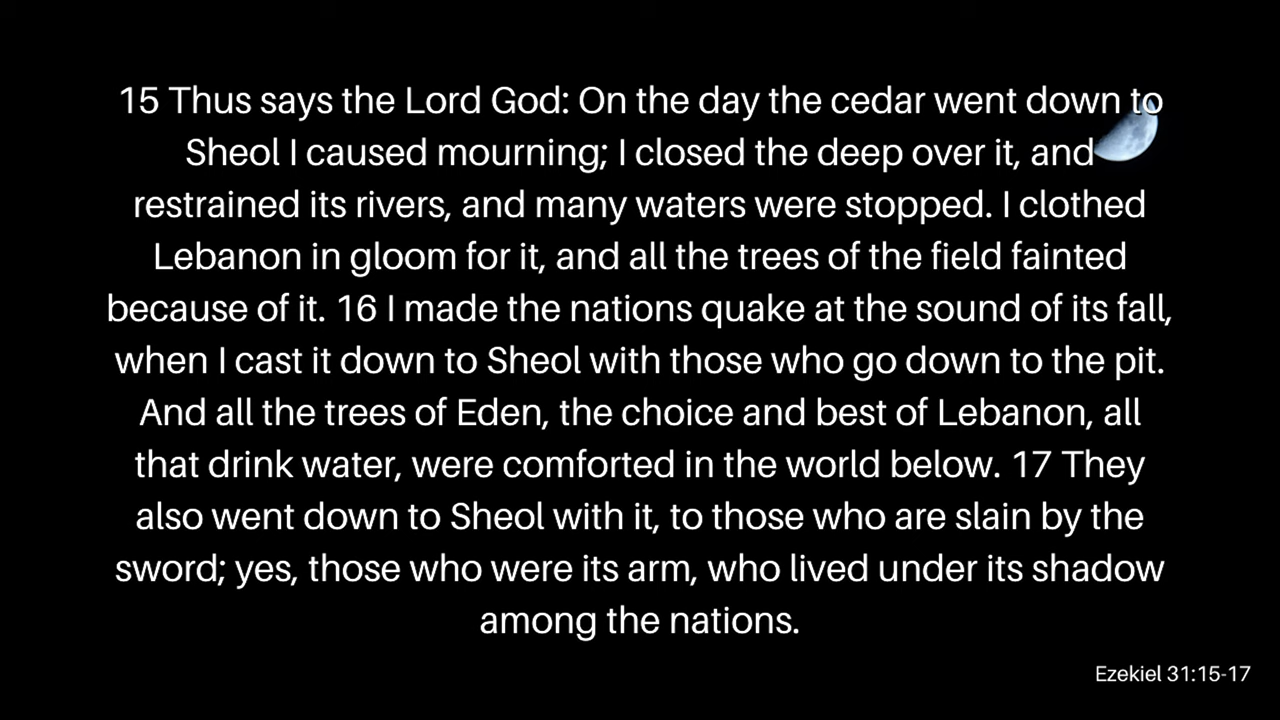 15 Thus says the Lord God: On the day the cedar went down to
Sheol I caused mourning; I closed the deep over it, and
restrained its rivers, and many waters were stopped. I clothed
Lebanon in gloom for it, and all the trees of the field fainted
because of it. 16 I made the nations quake at the sound of its fall,
when I cast it down to Sheol with those who go down to the pit.
And all the trees of Eden, the choice and best of Lebanon, all
that drink water, were comforted in the world below. 17 They
also went down to Sheol with it, to those who are slain by the
sword; yes, those who were its arm, who lived under its shadow
among the nations.
Ezekiel 31:15-17